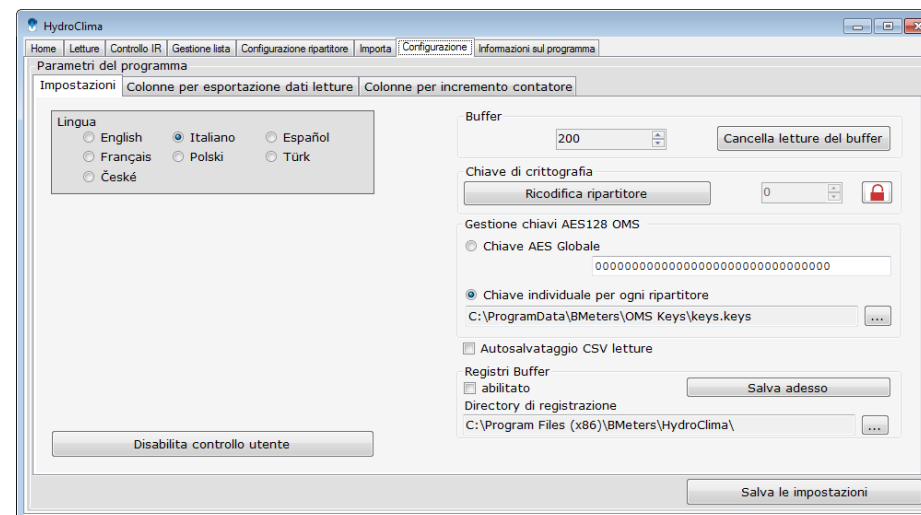 HydroClima
Home Letture Controllo IR Gestione lista Configurazione ripartitore Importa Configurazione Informazioni sul programma
Parametri del programma
Impostazioni Colonne per esportazione dati letture Colonne per incremento contatore
Lingua
English Italiano Español
Français Polski Türk
České
Disabilita controllo utente
Buffer
200 Cancella letture del buffer
Chiave di crittografia
Ricodifica ripartitore 0
Gestione chiavi AES128 OMS
Chiave AES Globale
00000000000000000000000000000000
Chiave individuale per ogni ripartitore
C:\ProgramData\BMeters\OMS Keys\keys.keys ...
Autosalvataggio CSV letture
Registri Buffer
abilitato Salva adesso
Directory di registrazione
C:\Program Files (x86)\BMeters\HydroClima\ ...
Salva le impostazioni